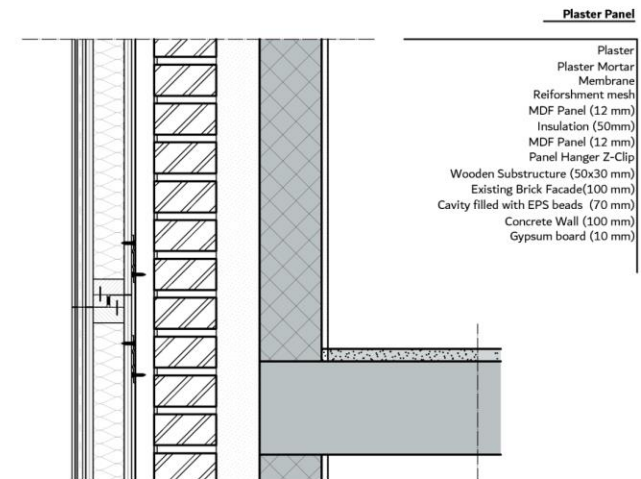 Plaster Panel
Plaster
Plaster Mortar
Membrane
Reiforshment mesh
MDF Panel (12 mm)
Insulation (50mm)
MDF Panel (12 mm)
Panel Hanger Z-Clip
Wooden Substructure (50x30 mm)
Existing Brick Facade(100 mm)
Cavity filled with EPS beads (70 mm)
Concrete Wall (100 mm)
Gypsum board (10 mm)